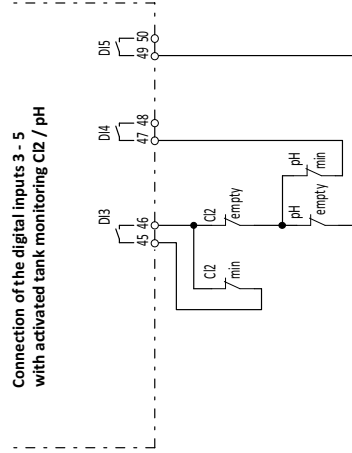 Connection of the digital inputs 3 - 5
with activated tank monitoring Cl2 / pH
DI3
DI4
DI5
45
46
47
48
49
50
Cl2
min
Cl2
empty
pH
empty
pH
min